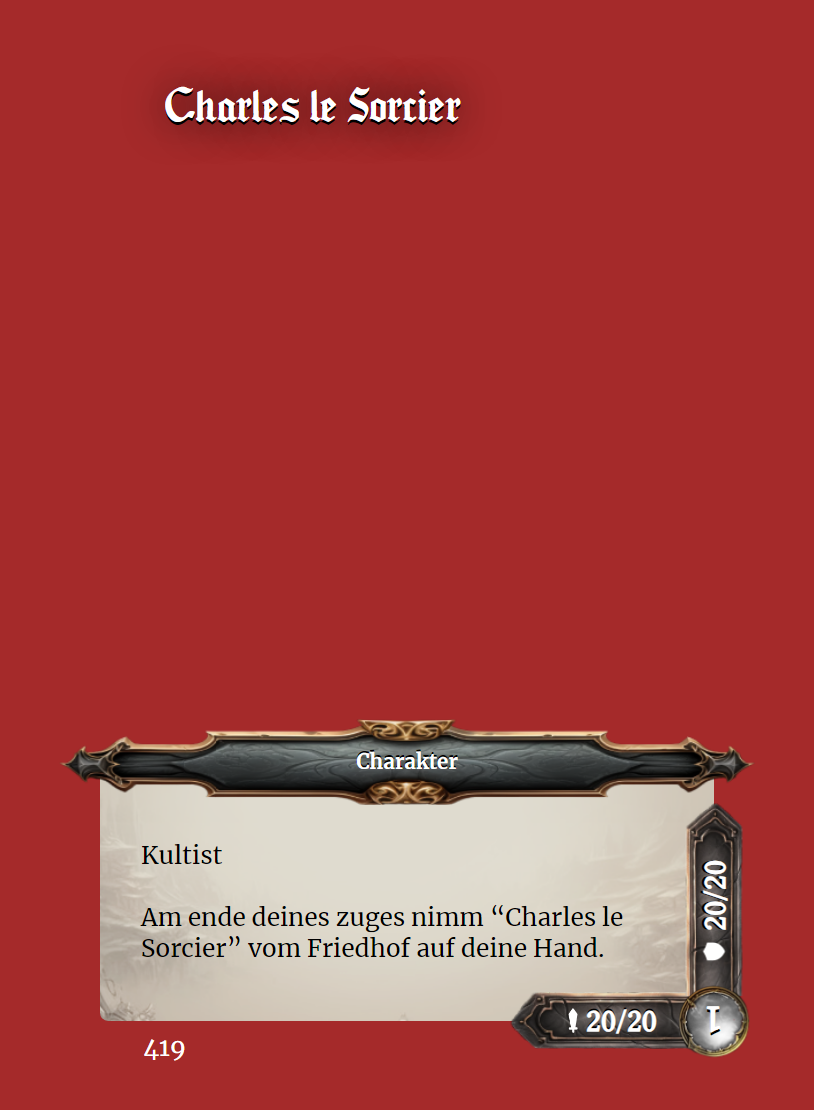 Charles le Sorcier
Charakter
Kultist
Am ende deines zuges nimm “Charles le
Sorcier” vom Friedhof auf deine Hand.
20/20
20/20
1
419